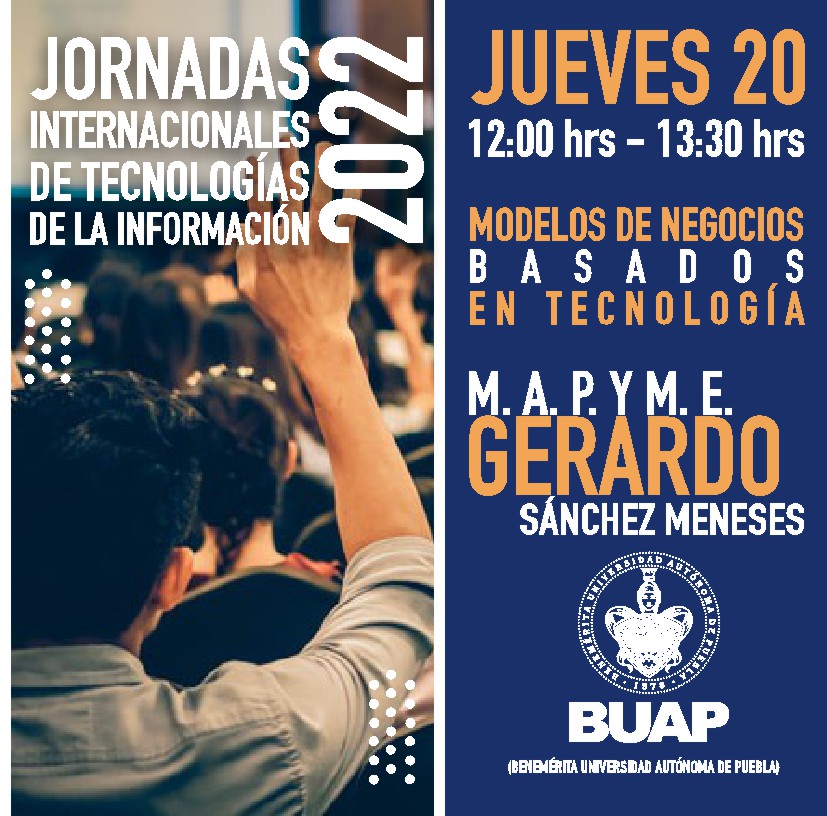 JORNADAS
INTERNACIONALES
DE TECNOLOGÍAS
DE LA INFORMACIÓN
2022
JUEVES 20
12:00 hrs – 13:30 hrs
MODELOS DE NEGOCIOS
BASADOS
EN TECNOLOGÍA
M. A. P. Y M. E.
GERARDO
SÁNCHEZ MENESES
BENEMÉRITA UNIVERSIDAD AUTÓNOMA DE PUEBLA
· 1578 ·
BUAP
(BENEMÉRITA UNIVERSIDAD AUTÓNOMA DE PUEBLA)